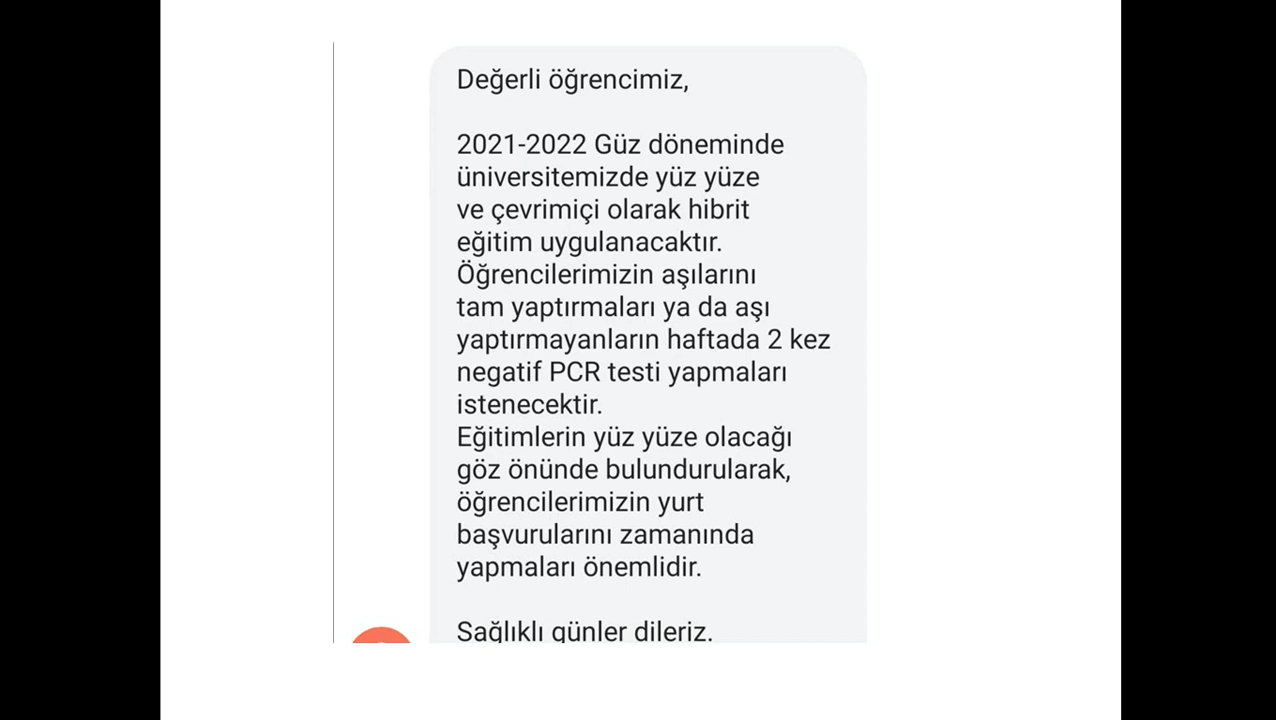 Değerli öğrencimiz,
2021-2022 Güz döneminde
üniversitemizde yüz yüze
ve çevrimiçi olarak hibrit
eğitim uygulanacaktır.
Öğrencilerimizin aşılarını
tam yaptırmaları ya da aşı
yaptırmayanların haftada 2 kez
negatif PCR testi yapmaları
istenecektir.
Eğitimlerin yüz yüze olacağı
göz önünde bulundurularak,
öğrencilerimizin yurt
başvurularını zamanında
yapmaları önemlidir.
Sağlıklı günler dileriz.